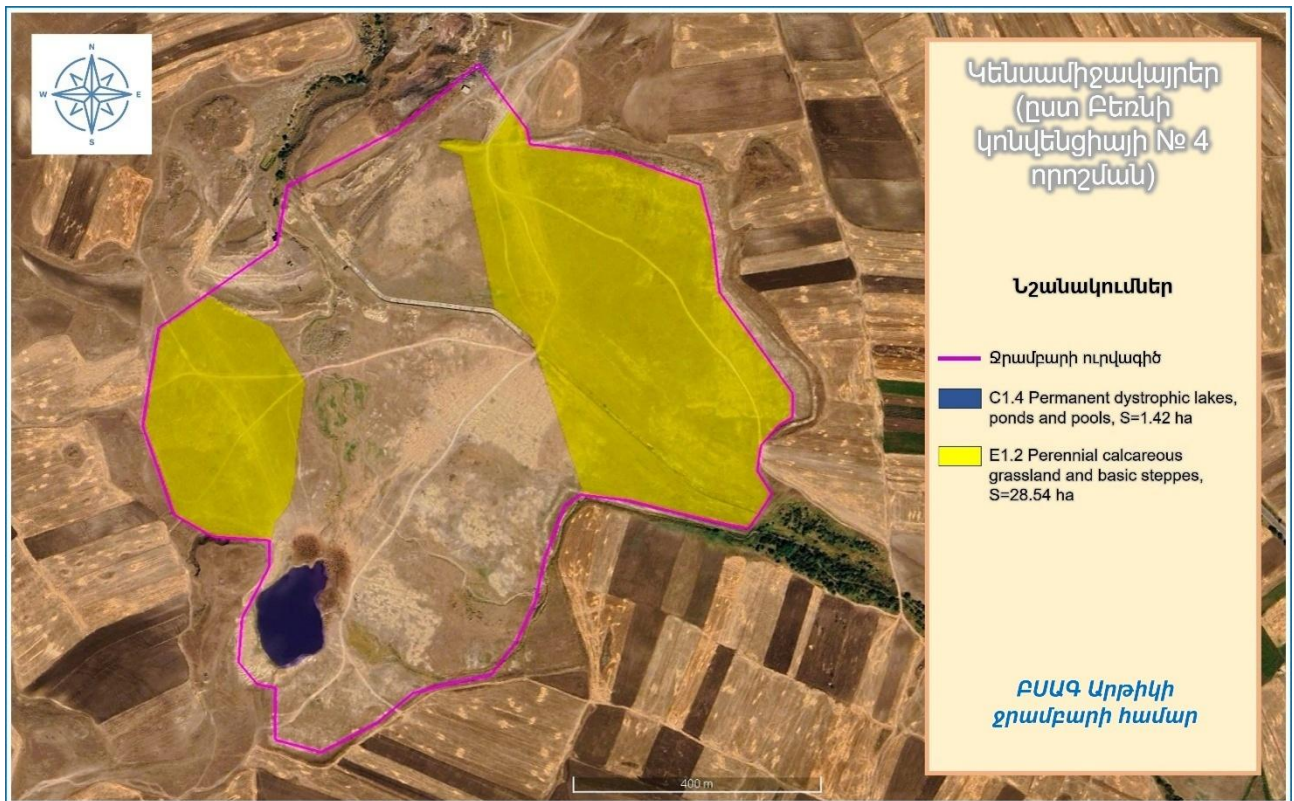 N
W
E
S
Կենսամիջավայրեր
(ըստ Բեռնի
կոնվենցիայի № 4
որոշման)
Նշանակումներ
Ջրամբարի ուրվագիծ
C1.4 Permanent dystrophic lakes,
ponds and pools, S=1.42 ha
E1.2 Perennial calcareous
grassland and basic steppes,
S=28.54 ha
ԲՍԱԳ Արթիկի
ջրամբարի համար
400 m